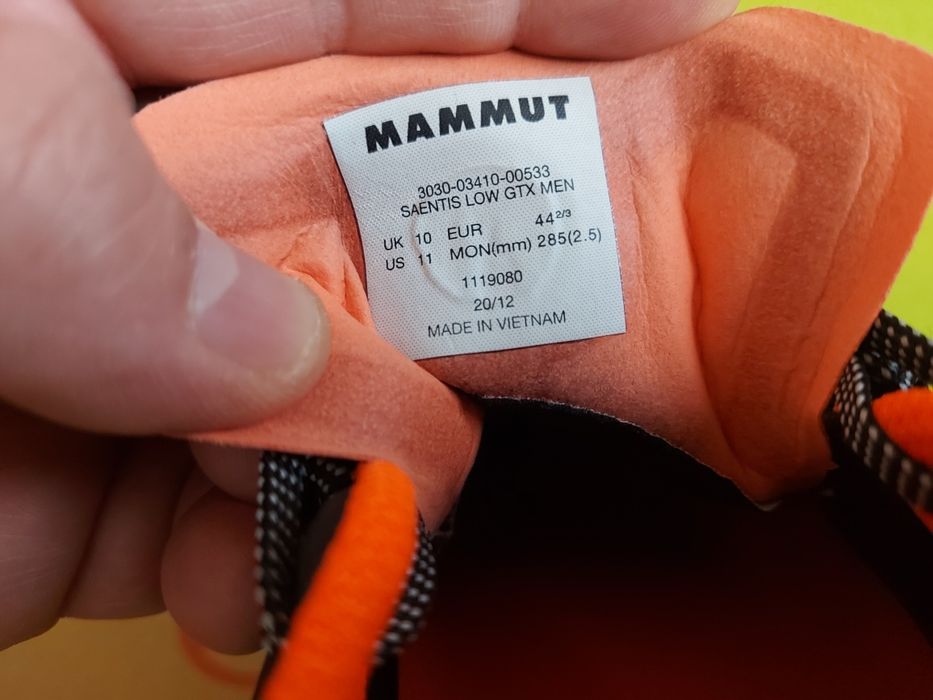 MAMMUT
3030-03410-00533
SAENTIS LOW GTX MEN
UK 10 EUR 44 2/3
US 11 MON(mm) 285(2.5)
1119080
20/12
MADE IN VIETNAM